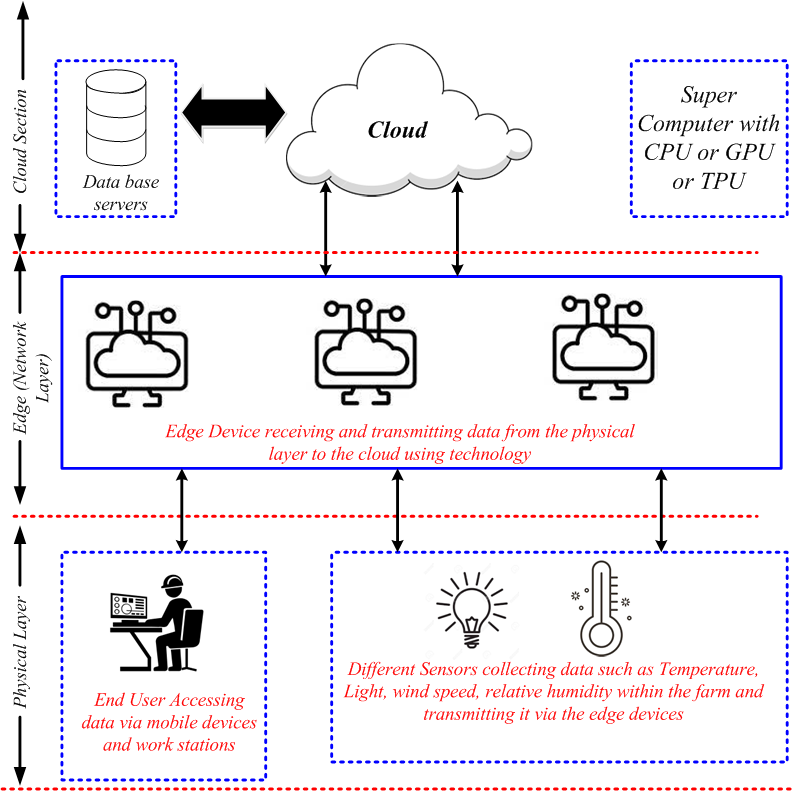 Cloud Section
Data base
servers
Cloud
Super
Computer with
CPU or GPU
or TPU
Edge (Network
Layer)
Edge Device receiving and transmitting data from the physical
layer to the cloud using technology
Physical Layer
End User Accessing
data via mobile devices
and work stations
Different Sensors collecting data such as Temperature,
Light, wind speed, relative humidity within the farm and
transmitting it via the edge devices